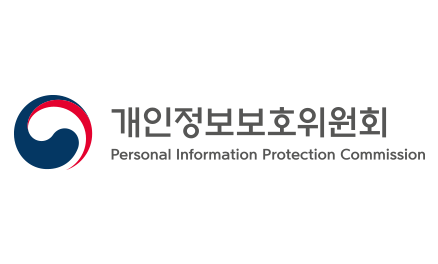 개인정보보호위원회
Personal Information Protection Commission